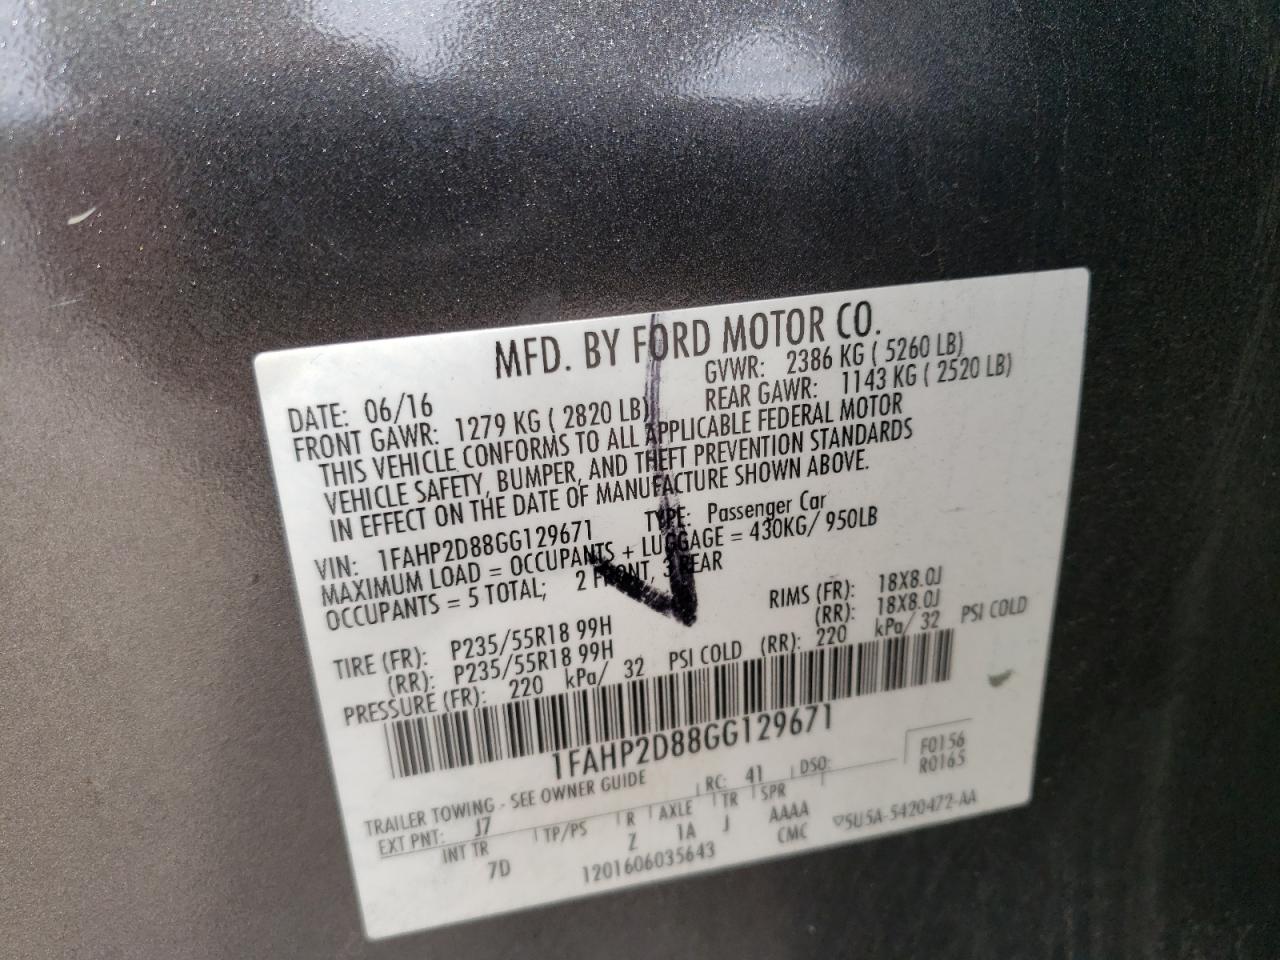 MFD. BY FORD MOTOR CO.
DATE: 06/16 GVWR: 2386 KG ( 5260 LB)
FRONT GAWR: 1279 KG ( 2820 LB) REAR GAWR: 1143 KG ( 2520 LB)
THIS VEHICLE CONFORMS TO ALL APPLICABLE FEDERAL MOTOR
VEHICLE SAFETY, BUMPER, AND THEFT PREVENTION STANDARDS
IN EFFECT ON THE DATE OF MANUFACTURE SHOWN ABOVE.
VIN: 1FAHP2D88GG129671 TYPE: Passenger Car
MAXIMUM LOAD = OCCUPANTS + LUGGAGE = 430KG/ 950LB
OCCUPANTS = 5 TOTAL; 2 FRONT, 3 REAR
TIRE (FR): P235/55R18 99H RIMS (FR): 18X8.0J
(RR): P235/55R18 99H (RR): 18X8.0J
PRESSURE (FR): 220 kPa/ 32 PSI COLD (RR): 220 kPa/ 32 PSI COLD
1FAHP2D88GG129671
TRAILER TOWING - SEE OWNER GUIDE
EXT PNT: J7 RC: 41 DSO: F0156
R0165
INT TR TP/PS R AXLE TR SPR
7D Z 1A J AAAA
1201606035643 CMC ▽5U5A-5420472-AA